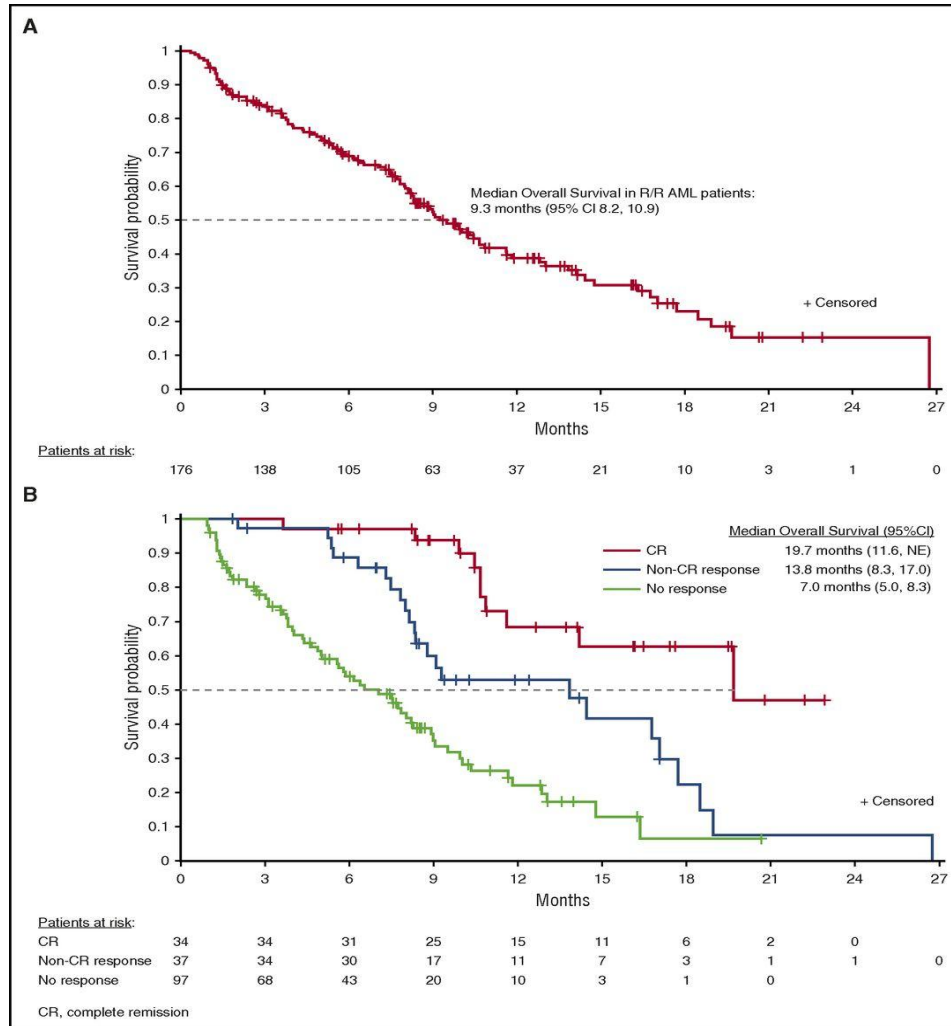 A
1
0.9
0.8
0.7
0.6
0.5
0.4
0.3
0.2
0.1
0
Survival probability
Median Overall Survival in R/R AML patients:
9.3 months (95% CI 8.2, 10.9)
+ Censored
0 3 6 9 12 15 18 21 24 27
Months
Patients at risk:
176 138 105 63 37 21 10 3 1 0
B
1
0.9
0.8
0.7
0.6
0.5
0.4
0.3
0.2
0.1
0
Survival probability
Median Overall Survival (95%CI)
CR 19.7 months (11.6, NE)
Non-CR response 13.8 months (8.3, 17.0)
No response 7.0 months (5.0, 8.3)
+ Censored
0 3 6 9 12 15 18 21 24 27
Months
Patients at risk:
CR 34 34 31 25 15 11 6 2 0
Non-CR response 37 34 30 17 11 7 3 1 1 0
No response 97 68 43 20 10 3 1 0
CR, complete remission